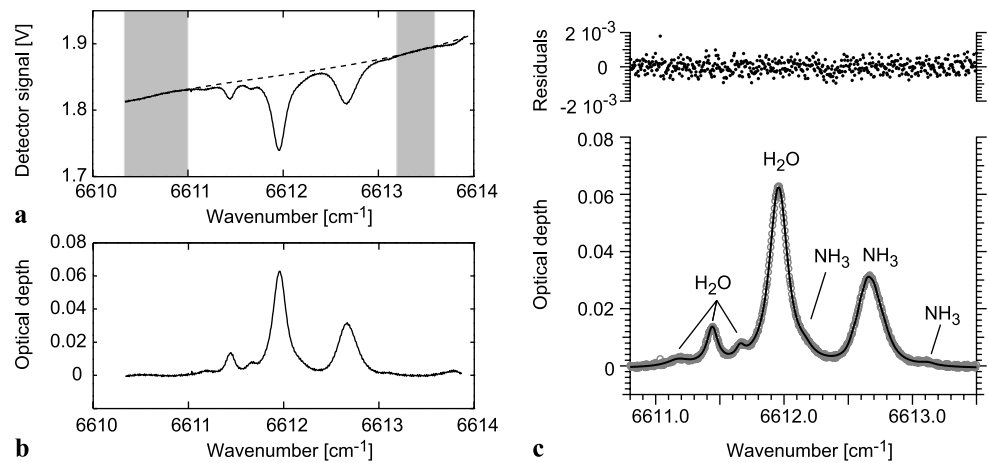 a
Detector signal [V]
1.9
1.8
1.7
6610 6611 6612 6613 6614
Wavenumber [cm-1]
b
Optical depth
0.08
0.06
0.04
0.02
0
6610 6611 6612 6613 6614
Wavenumber [cm-1]
c
Residuals
2 10-3
0
-2 10-3
Optical depth
0.08
0.06
0.04
0.02
0
H2O
H2O
NH3
NH3
NH3
6611.0 6612.0 6613.0
Wavenumber [cm-1]